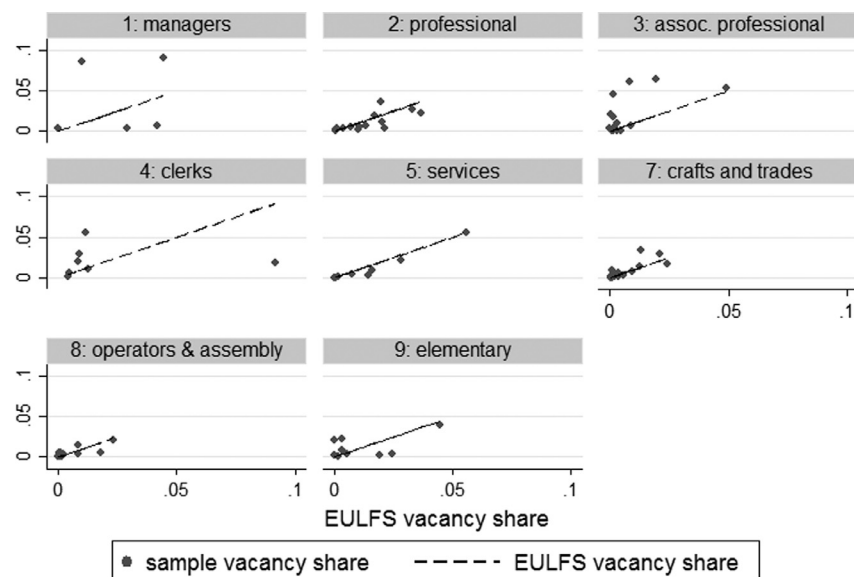 1: managers
2: professional
3: assoc. professional
0 .05 .1
4: clerks
5: services
7: crafts and trades
0 .05 .1
0 .05 .1
8: operators & assembly
9: elementary
0 .05 .1
0 .05 .1
0 .05 .1
EULFS vacancy share
sample vacancy share
EULFS vacancy share